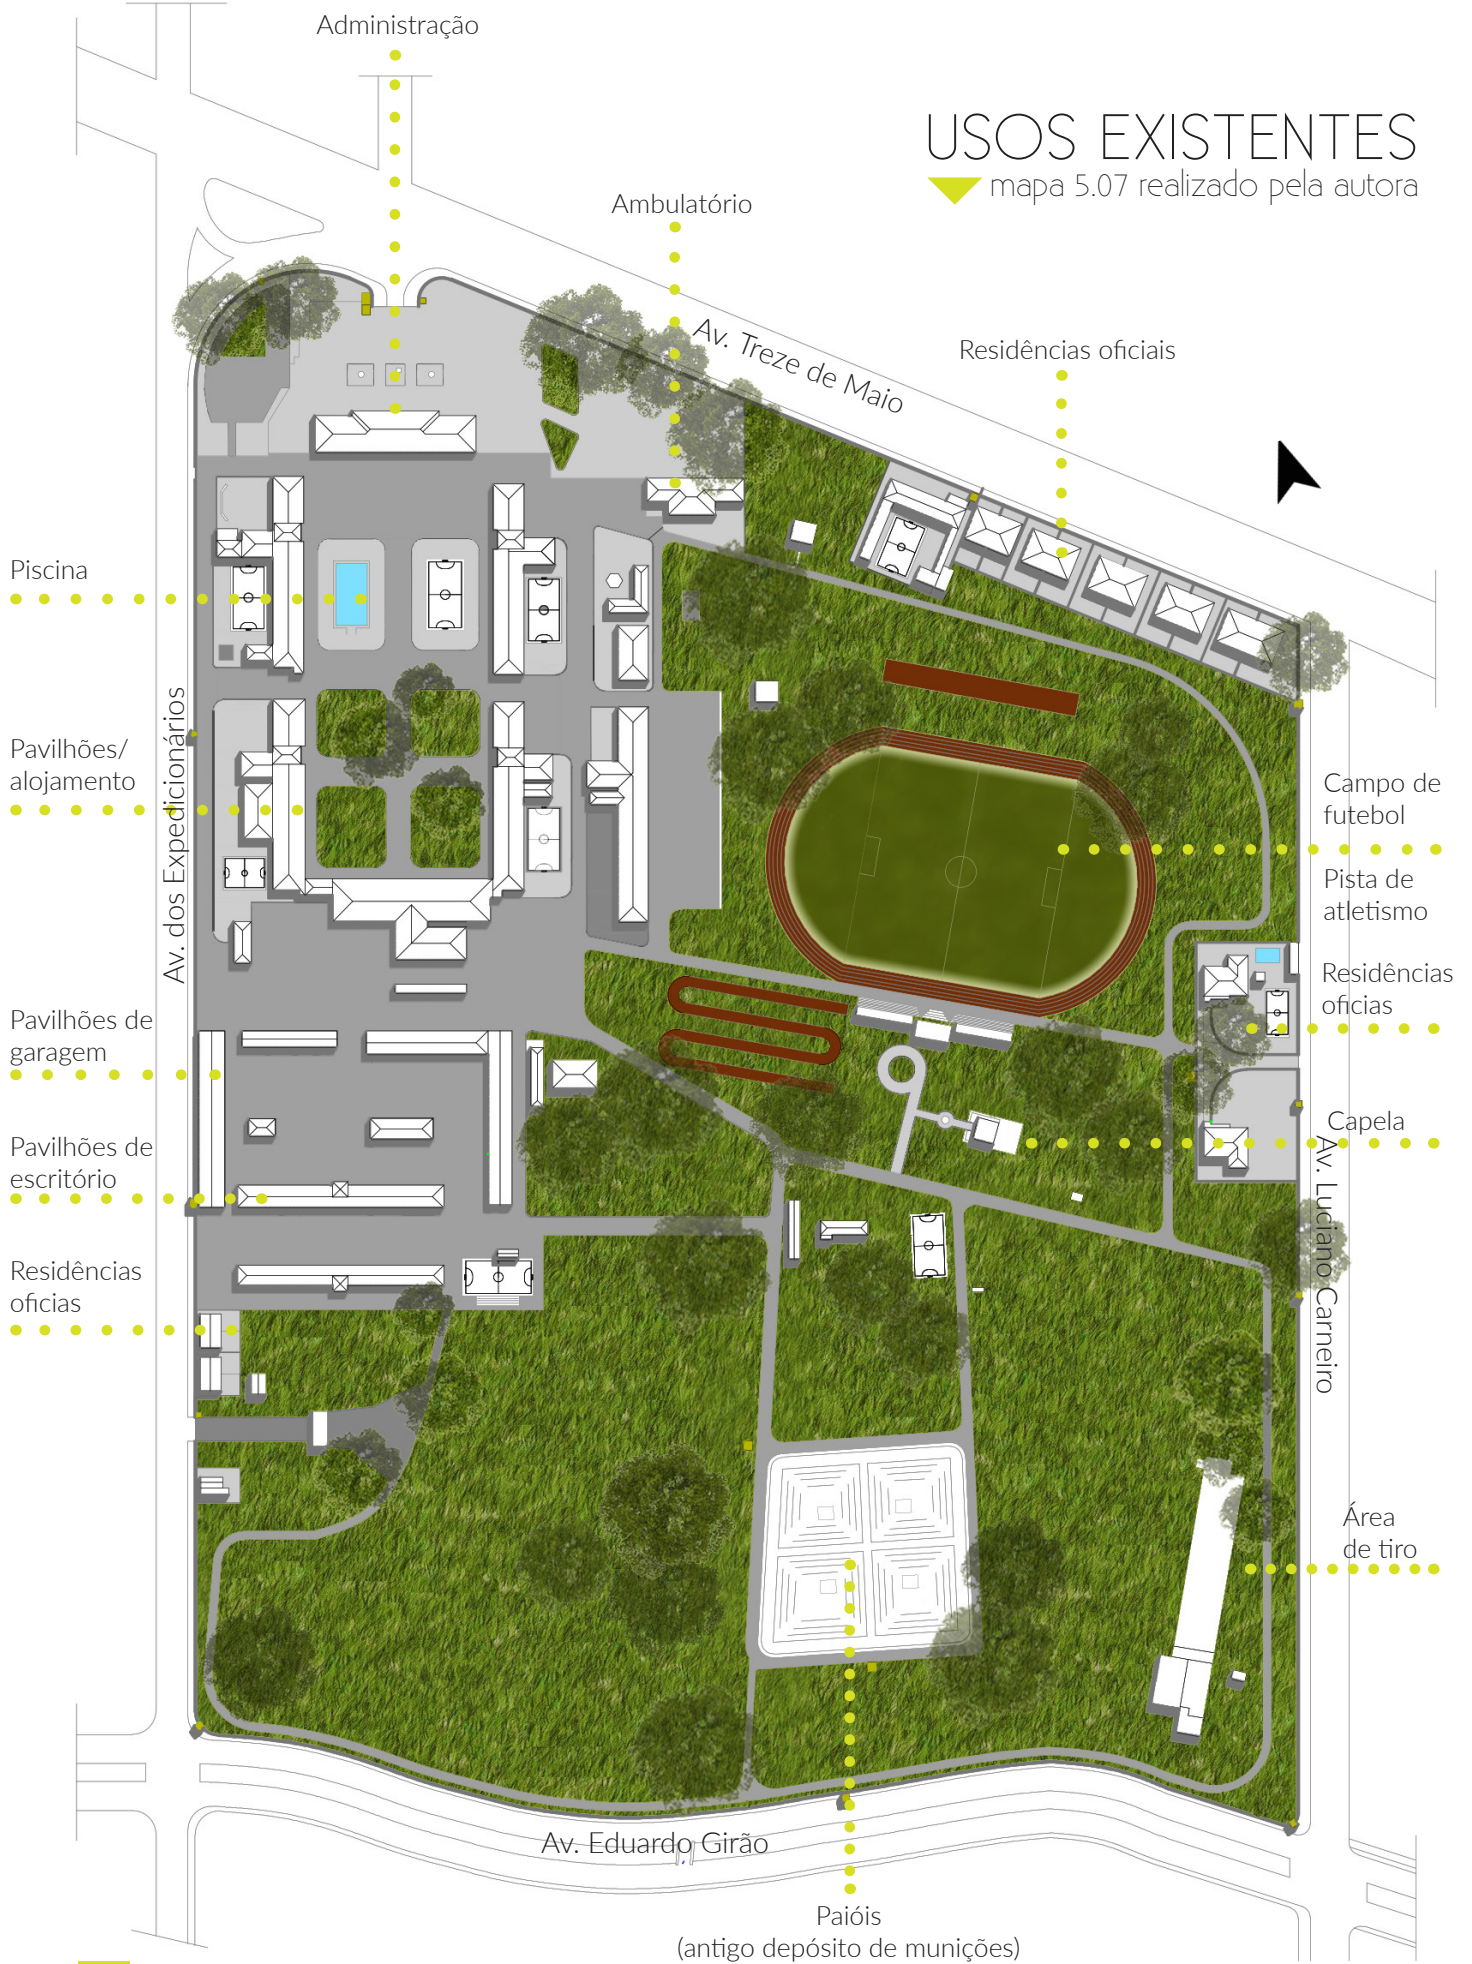 Administração
USOS EXISTENTES
mapa 5.07 realizado pela autora
Ambulatório
Av. Treze de Maio
Residências oficiais
Piscina
Pavilhões/
alojamento
Av. dos Expedicionários
Campo de
futebol
Pista de
atletismo
Residências
oficias
Pavilhões de
garagem
Capela
Pavilhões de
escritório
Av. Luciano Carneiro
Residências
oficias
Área
de tiro
Av. Eduardo Girão
Paióis
(antigo depósito de munições)